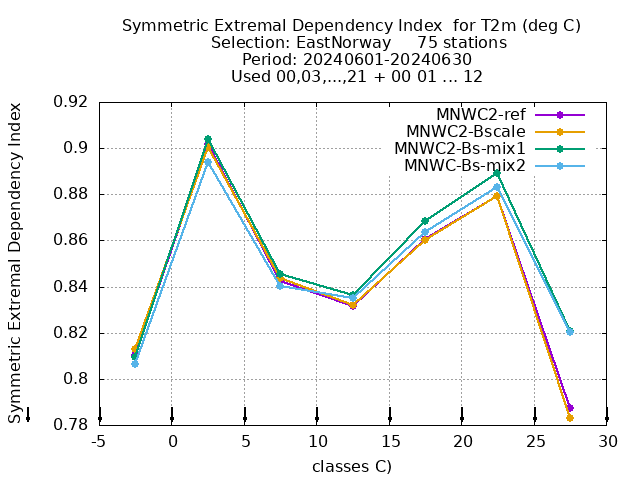 Symmetric Extremal Dependency Index  for T2m (deg C)
Selection: EastNorway     75 stations
Period: 20240601-20240630
Used 00,03,...,21 + 00 01 ... 12
Symmetric Extremal Dependency Index
0.92
0.9
0.88
0.86
0.84
0.82
0.8
0.78
MNWC2-ref
MNWC2-Bscale
MNWC2-Bs-mix1
MNWC-Bs-mix2
-5 0 5 10 15 20 25 30
classes C)